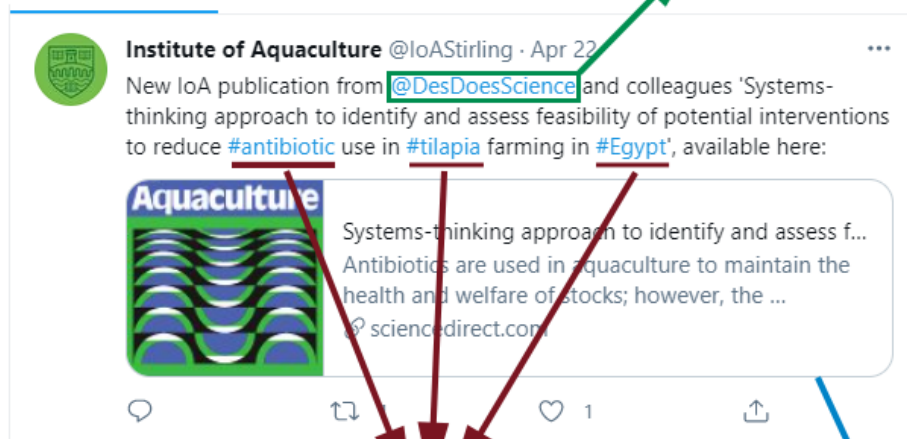 Institute of Aquaculture @IoAStirling · Apr 22
New IoA publication from @DesDoesScience and colleagues 'Systems-
thinking approach to identify and assess feasibility of potential interventions
to reduce #antibiotic use in #tilapia farming in #Egypt', available here:
Aquaculture
Systems-thinking approach to identify and assess f...
Antibiotics are used in aquaculture to maintain the
health and welfare of stocks; however, the ...
sciencedirect.com
1 1